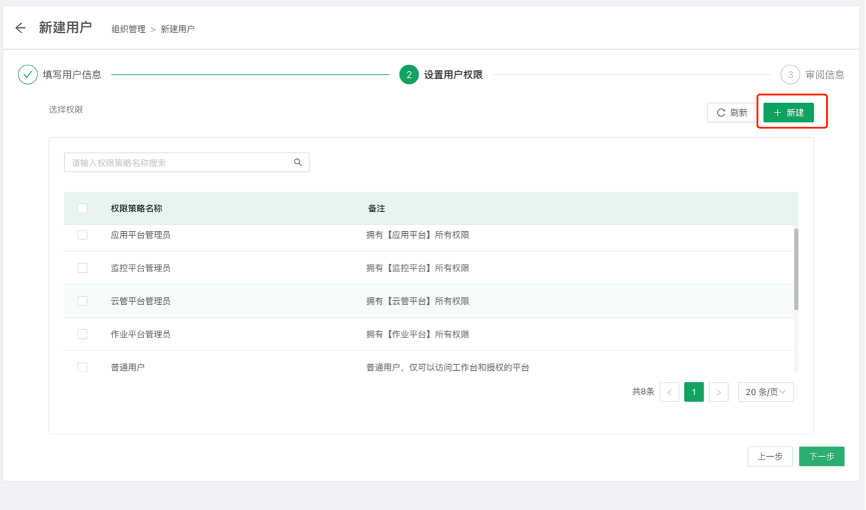 ← 新建用户 组织管理 > 新建用户
填写用户信息 2 设置用户权限 3 审阅信息
选择权限 刷新 + 新建
请输入权限策略名称搜索
权限策略名称 备注
应用平台管理员 拥有【应用平台】所有权限
监控平台管理员 拥有【监控平台】所有权限
云管平台管理员 拥有【云管平台】所有权限
作业平台管理员 拥有【作业平台】所有权限
普通用户 普通用户，仅可以访问工作台和授权的平台
共8条 < 1 > 20 条/页
上一步 下一步